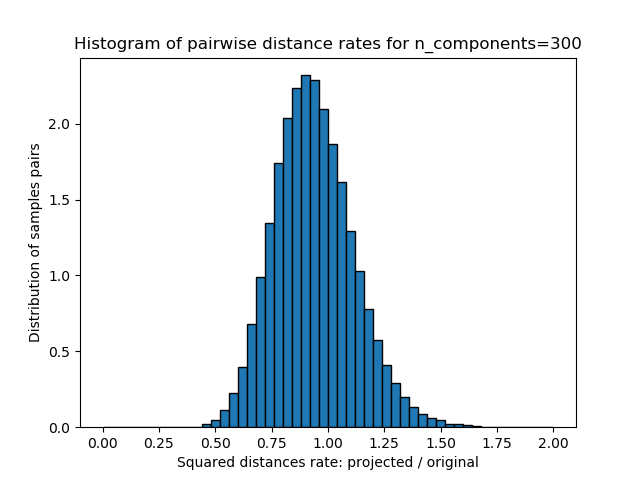 Histogram of pairwise distance rates for n_components=300
Distribution of samples pairs
2.0
1.5
1.0
0.5
0.0
0.00 0.25 0.50 0.75 1.00 1.25 1.50 1.75 2.00
Squared distances rate: projected / original